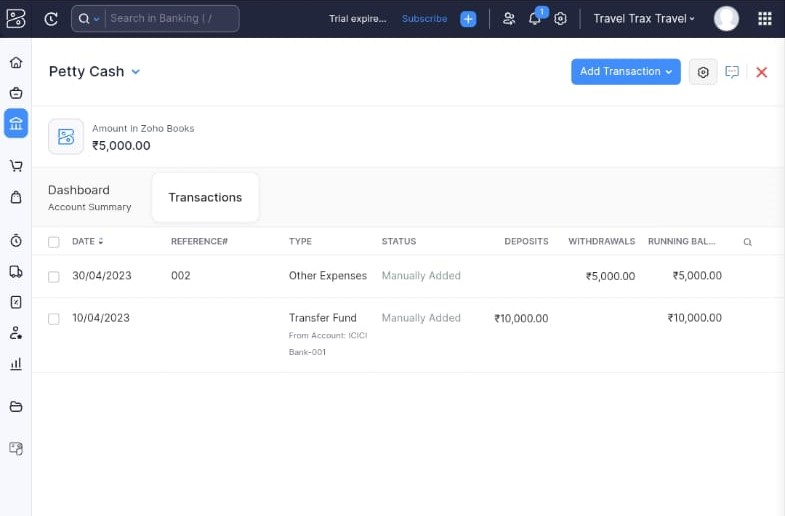 Search in Banking ( /
Trial expire...
Subscribe
1
Travel Trax Travel
Petty Cash
Add Transaction
Amount In Zoho Books
₹5,000.00
Dashboard
Account Summary
Transactions
DATE REFERENCE# TYPE STATUS DEPOSITS WITHDRAWALS RUNNING BAL...
30/04/2023 002 Other Expenses Manually Added ₹5,000.00 ₹5,000.00
10/04/2023 Transfer Fund Manually Added ₹10,000.00 ₹10,000.00
From Account: ICICI
Bank-001